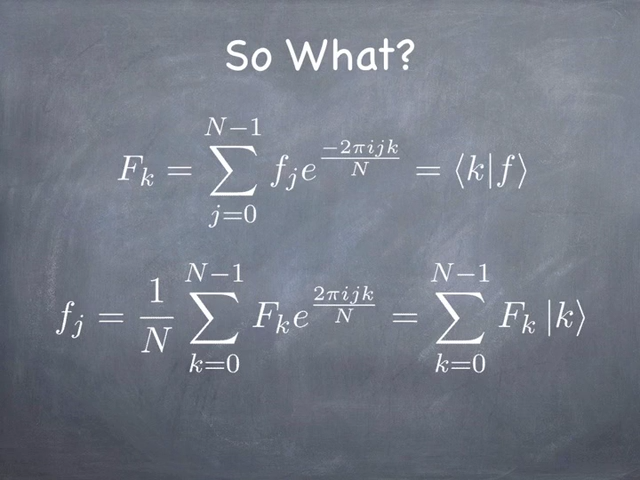 So What?
F_k = \sum_{j=0}^{N-1} f_j e^{\frac{-2\pi ijk}{N}} = \langle k|f\rangle
f_j = \frac{1}{N} \sum_{k=0}^{N-1} F_k e^{\frac{2\pi ijk}{N}} = \sum_{k=0}^{N-1} F_k |k\rangle